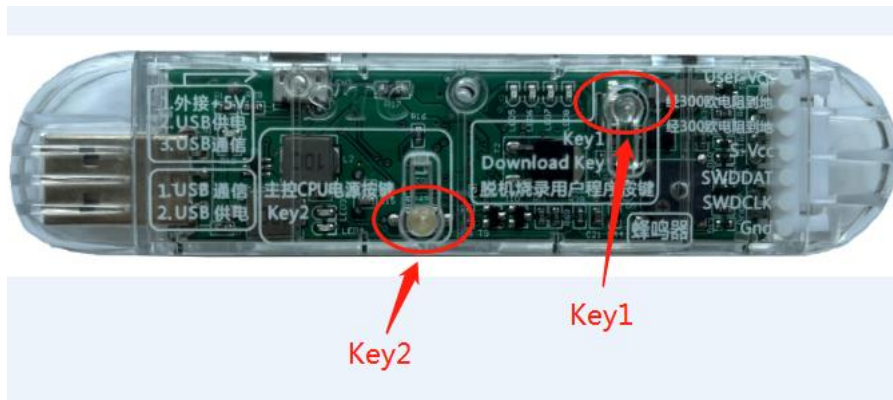 1.外接+5V
2.USB供电
3.USB通信
1.USB通信
2.USB供电
主控CPU电源按键
Key2
Key1
Download Key
脱机烧录用户程序按键
User-Vcc
经300欧电阻到地
经300欧电阻到地
S-Vcc
SWDDAT
SWDCLK
Gnd
蜂鸣器
Key1
Key2